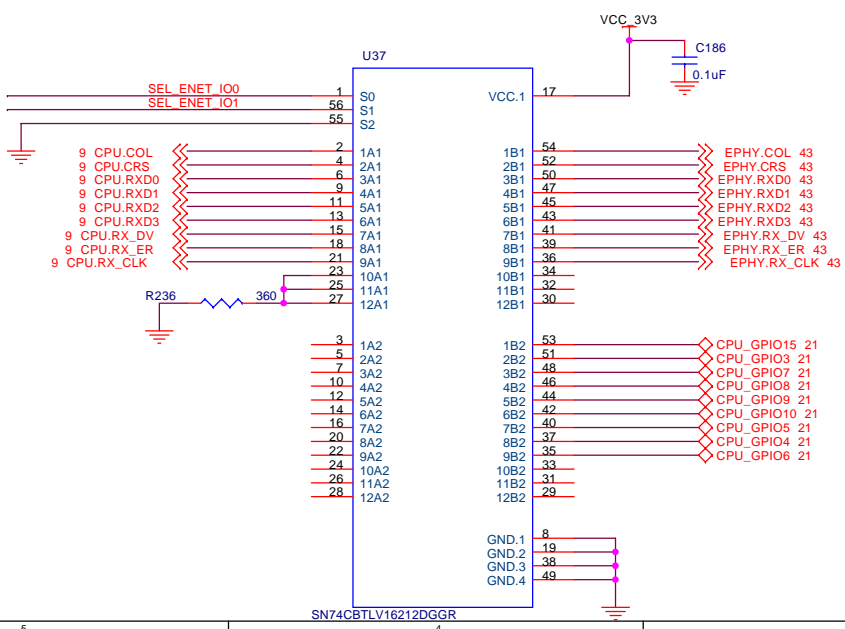 VCC_3V3
C186
0.1uF
U37
SEL_ENET_IO0 1 S0 VCC.1 17
SEL_ENET_IO1 56 S1
55 S2
9 CPU.COL 2 1A1 1B1 54 EPHY.COL 43
9 CPU.CRS 4 2A1 2B1 52 EPHY.CRS 43
9 CPU.RXD0 6 3A1 3B1 50 EPHY.RXD0 43
9 CPU.RXD1 9 4A1 4B1 47 EPHY.RXD1 43
9 CPU.RXD2 11 5A1 5B1 45 EPHY.RXD2 43
9 CPU.RXD3 13 6A1 6B1 43 EPHY.RXD3 43
9 CPU.RX_DV 15 7A1 7B1 41 EPHY.RX_DV 43
9 CPU.RX_ER 18 8A1 8B1 39 EPHY.RX_ER 43
9 CPU.RX_CLK 21 9A1 9B1 36 EPHY.RX_CLK 43
23 10A1 10B1 34
25 11A1 11B1 32
R236 360 27 12A1 12B1 30
3 1A2 1B2 53 CPU_GPIO15 21
5 2A2 2B2 51 CPU_GPIO3 21
7 3A2 3B2 48 CPU_GPIO7 21
10 4A2 4B2 46 CPU_GPIO8 21
12 5A2 5B2 44 CPU_GPIO9 21
14 6A2 6B2 42 CPU_GPIO10 21
16 7A2 7B2 40 CPU_GPIO5 21
20 8A2 8B2 37 CPU_GPIO4 21
22 9A2 9B2 35 CPU_GPIO6 21
24 10A2 10B2 33
26 11A2 11B2 31
28 12A2 12B2 29
GND.1 8
GND.2 19
GND.3 38
GND.4 49
SN74CBTLV16212DGGR